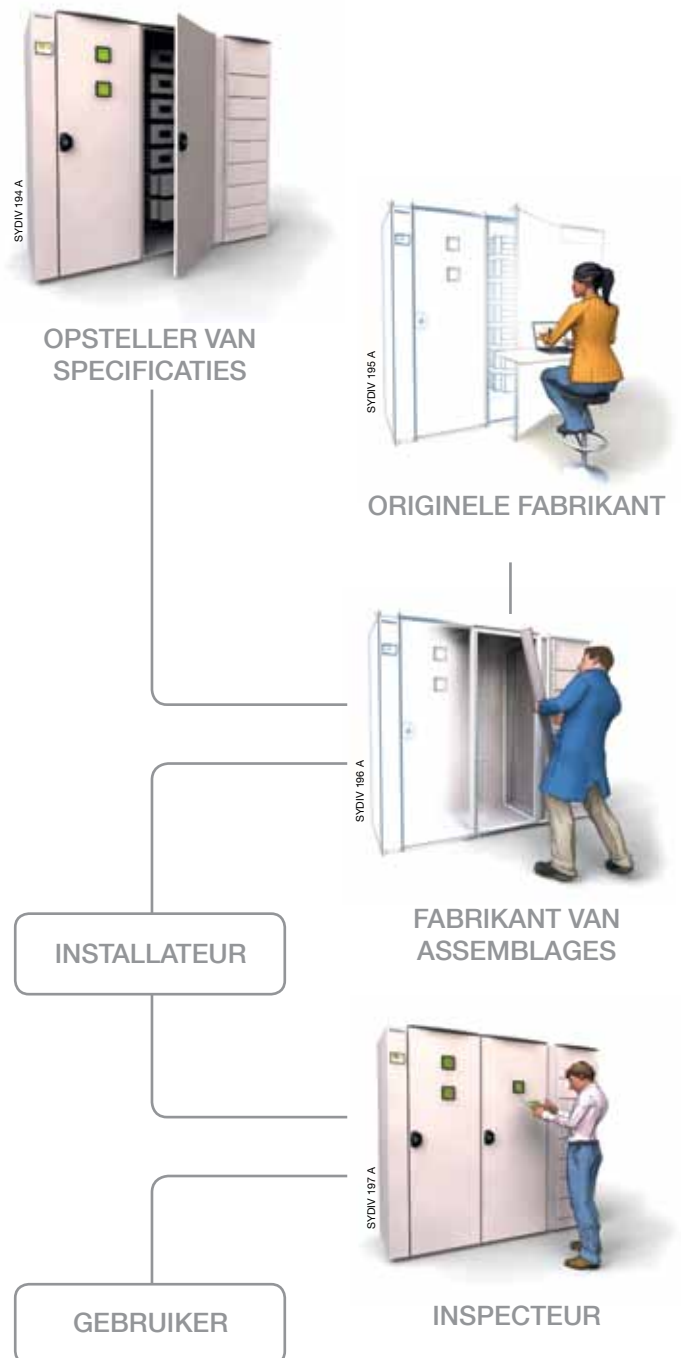 SYDIV 194 A
OPSTELLER VAN
SPECIFICATIES
SYDIV 195 A
ORIGINELE FABRIKANT
SYDIV 196 A
FABRIKANT VAN
ASSEMBLAGES
INSTALLATEUR
SYDIV 197 A
INSPECTEUR
GEBRUIKER